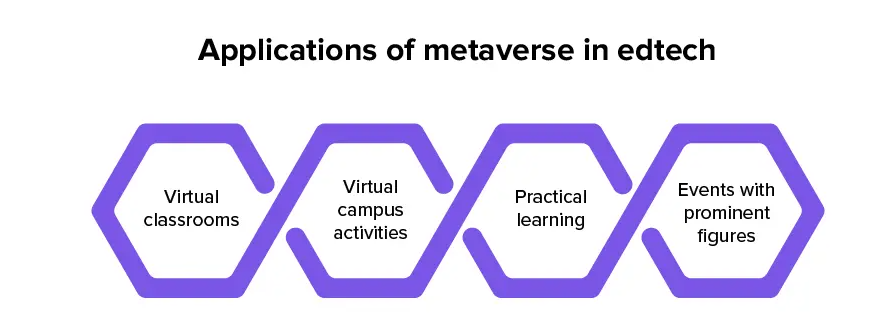 Applications of metaverse in edtech
Virtual
classrooms
Virtual
campus
activities
Practical
learning
Events with
prominent
figures